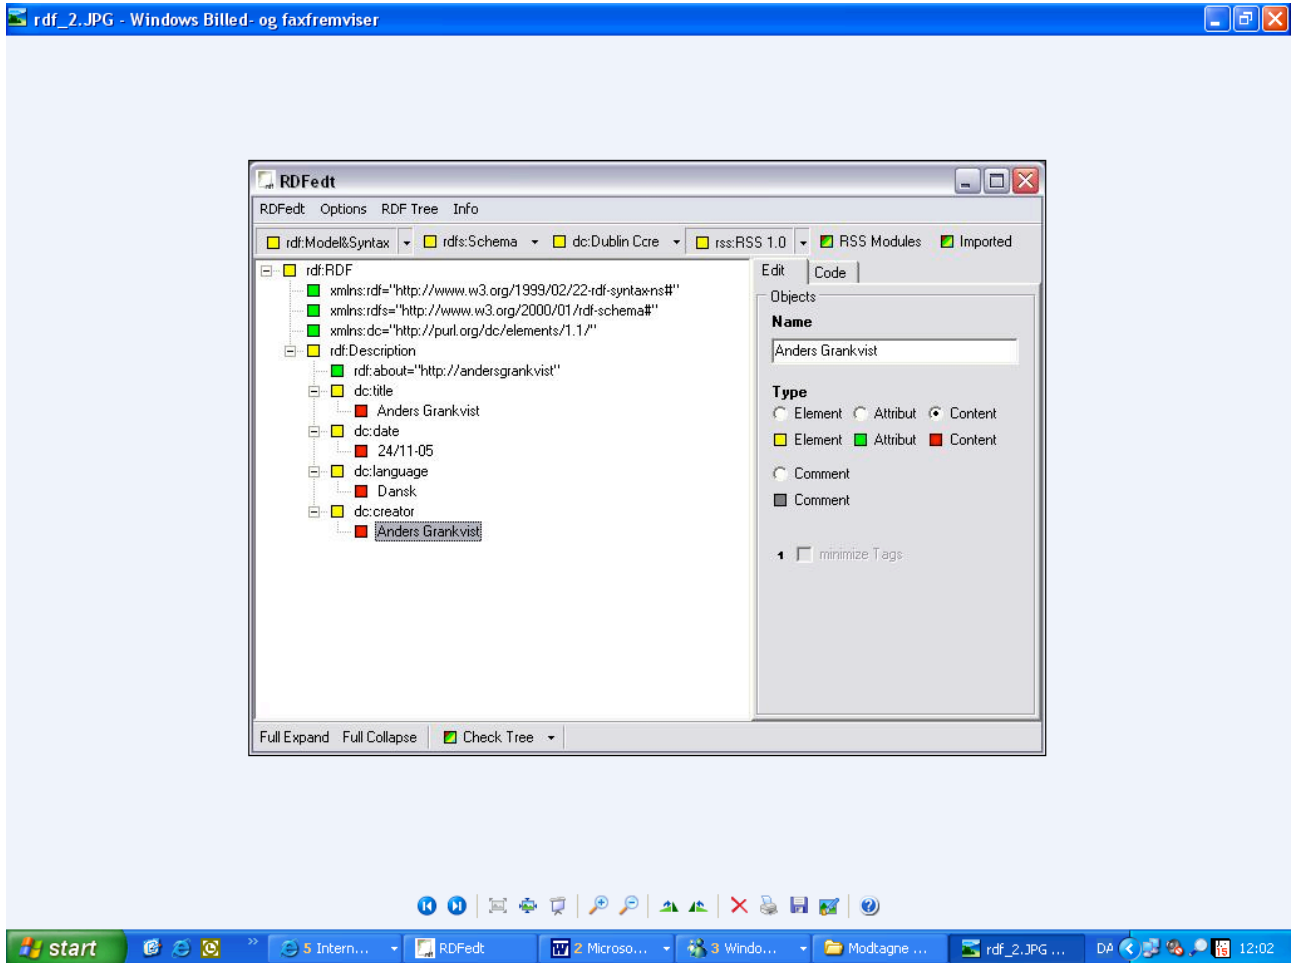 rdf_2.JPG - Windows Billed- og faxfremviser
RDFedt
RDFedt Options RDF Tree Info
rdf:Model&Syntax rdfs:Schema dc:Dublin Core rss:RSS 1.0 RSS Modules Imported
rdf:RDF
xmlns:rdf="http://www.w3.org/1999/02/22-rdf-syntax-ns#"
xmlns:rdfs="http://www.w3.org/2000/01/rdf-schema#"
xmlns:dc="http://purl.org/dc/elements/1.1/"
rdf:Description
rdf:about="http://andersgrankvist"
dc:title
Anders Grankvist
dc:date
24/11-05
dc:language
Dansk
dc:creator
Anders Grankvist
Edit Code
Objects
Name
Anders Grankvist
Type
Element Attribut Content
Element Attribut Content
Comment
Comment
1 minimize Tags
Full Expand Full Collapse Check Tree
start 5 Intern... RDFedt 2 Microso... 3 Windo... Modtagne ... rdf_2.JPG ... DA 15 12:02